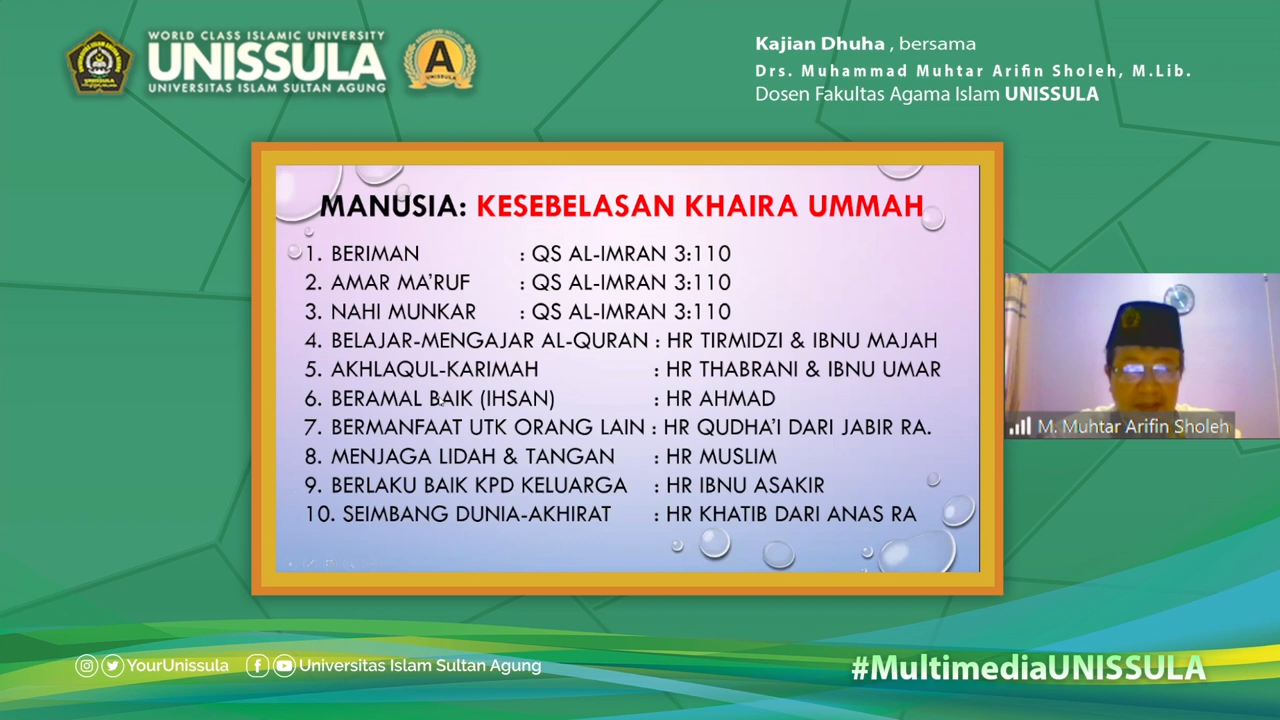 WORLD CLASS ISLAMIC UNIVERSITY
UNISSULA
UNIVERSITAS ISLAM SULTAN AGUNG
A
UNISSULA
Kajian Dhuha , bersama
Drs. Muhammad Muhtar Arifin Sholeh, M.Lib.
Dosen Fakultas Agama Islam UNISSULA
MANUSIA: KESEBELASAN KHAIRA UMMAH
1. BERIMAN : QS AL-IMRAN 3:110
2. AMAR MA'RUF : QS AL-IMRAN 3:110
3. NAHI MUNKAR : QS AL-IMRAN 3:110
4. BELAJAR-MENGAJAR AL-QURAN : HR TIRMIDZI & IBNU MAJAH
5. AKHLAQUL-KARIMAH : HR THABRANI & IBNU UMAR
6. BERAMAL BAIK (IHSAN) : HR AHMAD
7. BERMANFAAT UTK ORANG LAIN : HR QUDHA'I DARI JABIR RA.
8. MENJAGA LIDAH & TANGAN : HR MUSLIM
9. BERLAKU BAIK KPD KELUARGA : HR IBNU ASAKIR
10. SEIMBANG DUNIA-AKHIRAT : HR KHATIB DARI ANAS RA
M. Muhtar Arifin Sholeh
YourUnissula
Universitas Islam Sultan Agung
#MultimediaUNISSULA